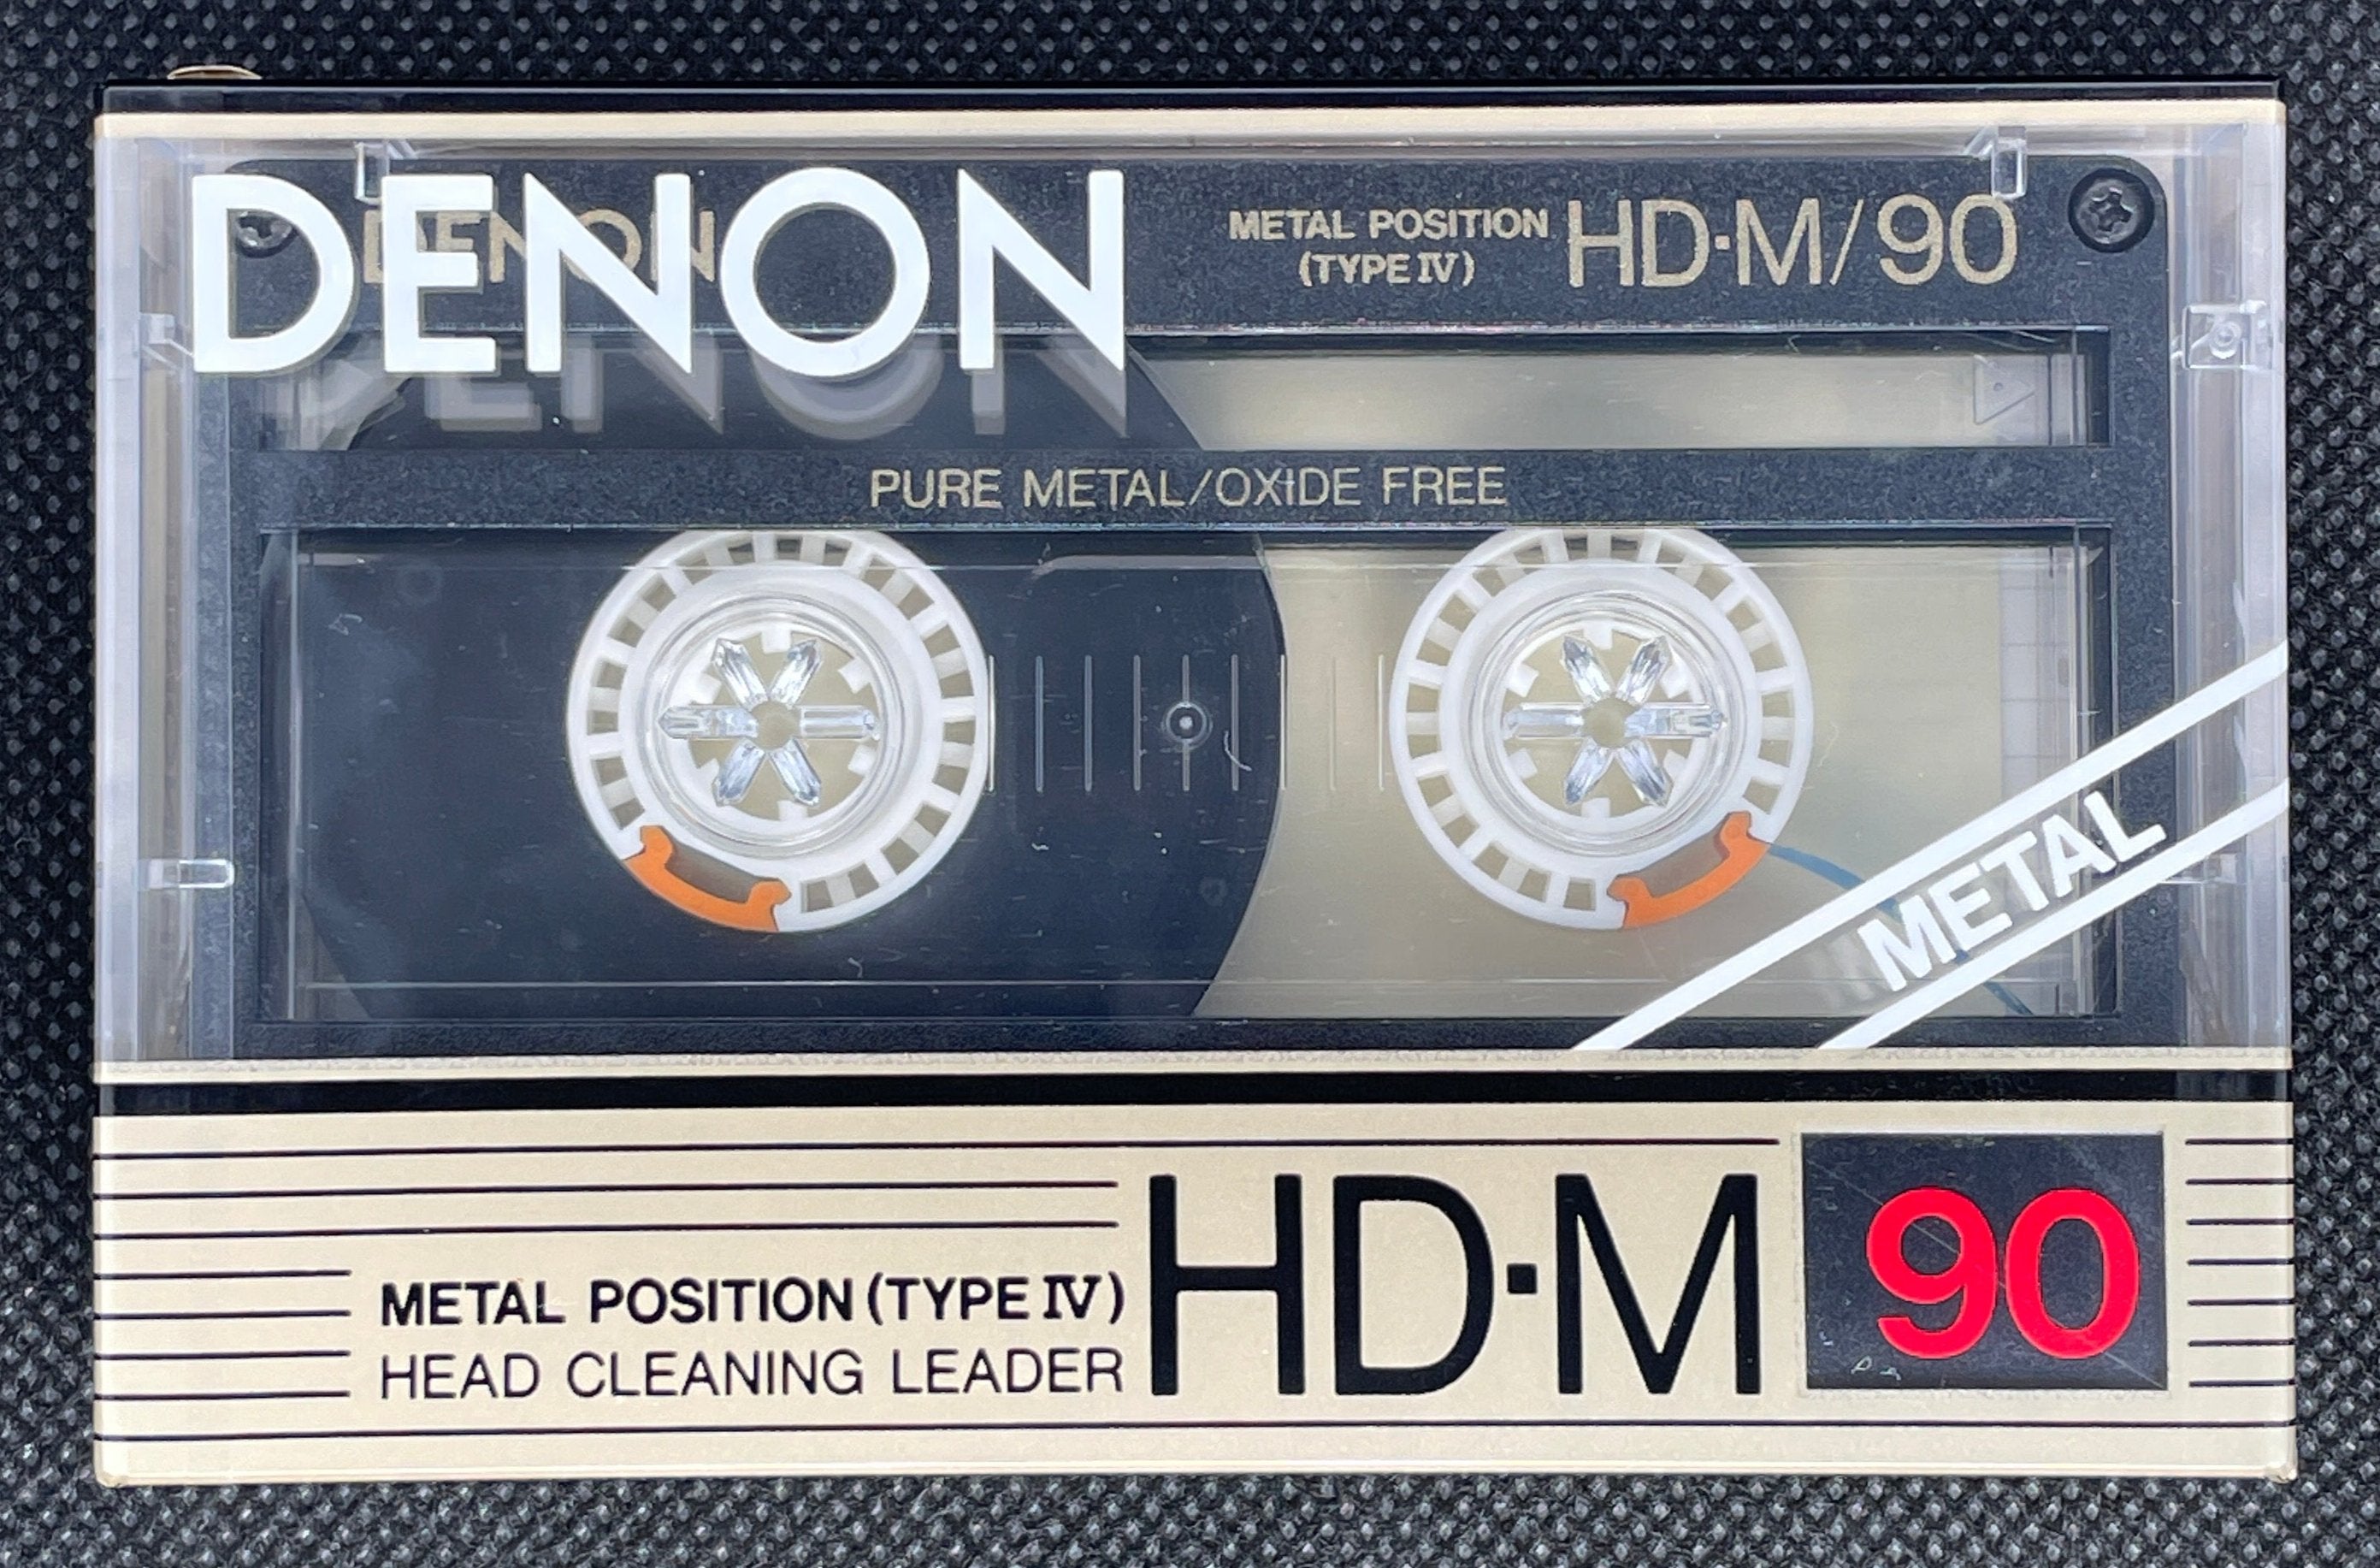 DENON
DENON
METAL POSITION
(TYPE IV)
HD·M/90
PURE METAL/OXIDE FREE
METAL
METAL POSITION (TYPE IV)
HEAD CLEANING LEADER
HD·M
90